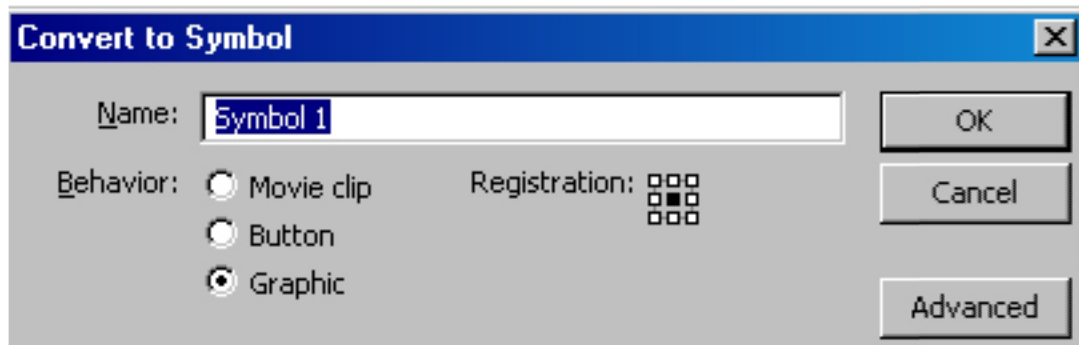 Convert to Symbol
Name: Symbol 1
OK
Behavior: Movie clip
Registration:
Cancel
Button
Graphic
Advanced